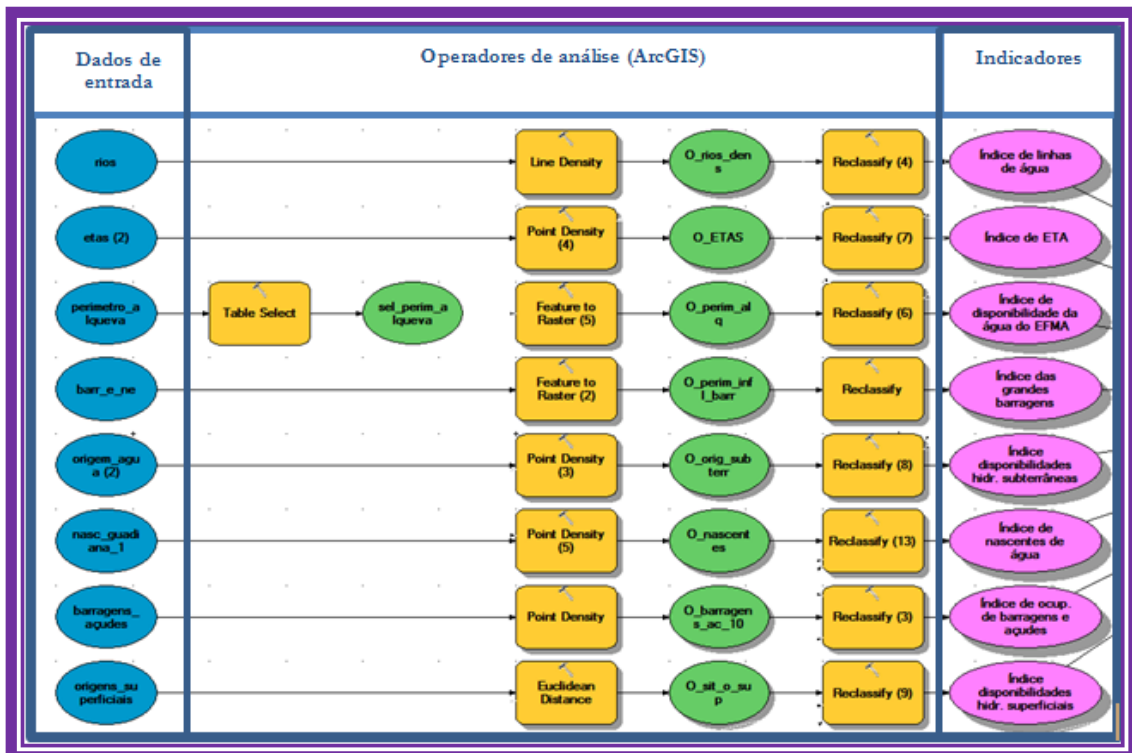 Dados de
entrada
Operadores de análise (ArcGIS)
Indicadores
rios
Line Density
O_rios_den
s
Reclassify (4)
Índice de linhas
de água
etas (2)
Point Density
(4)
O_ETAS
Reclassify (7)
Índice de ETA
perimetro_a
lqueva
Table Select
sel_perim_a
lqueva
Feature to
Raster (5)
O_perim_al
q
Reclassify (6)
Índice de
disponibilidade da
água do EFMA
barr_e_ne
Feature to
Raster (2)
O_perim_inf
l_barr
Reclassify
Índice das
grandes
barragens
origem_agu
a (2)
Point Density
(3)
O_orig_sub
terr
Reclassify (8)
Índice
disponibilidades
hidr. subterrâneas
nasc_guadi
ana_1
Point Density
(5)
O_nascent
es
Reclassify (13)
Índice de
nascentes de
água
barragens_
açudes
Point Density
O_barragen
s_ac_10
Reclassify (3)
Índice de ocup.
de barragens e
açudes
origens_su
perficiais
Euclidean
Distance
O_sit_o_su
p
Reclassify (9)
Índice
disponibilidades
hidr. superficiais